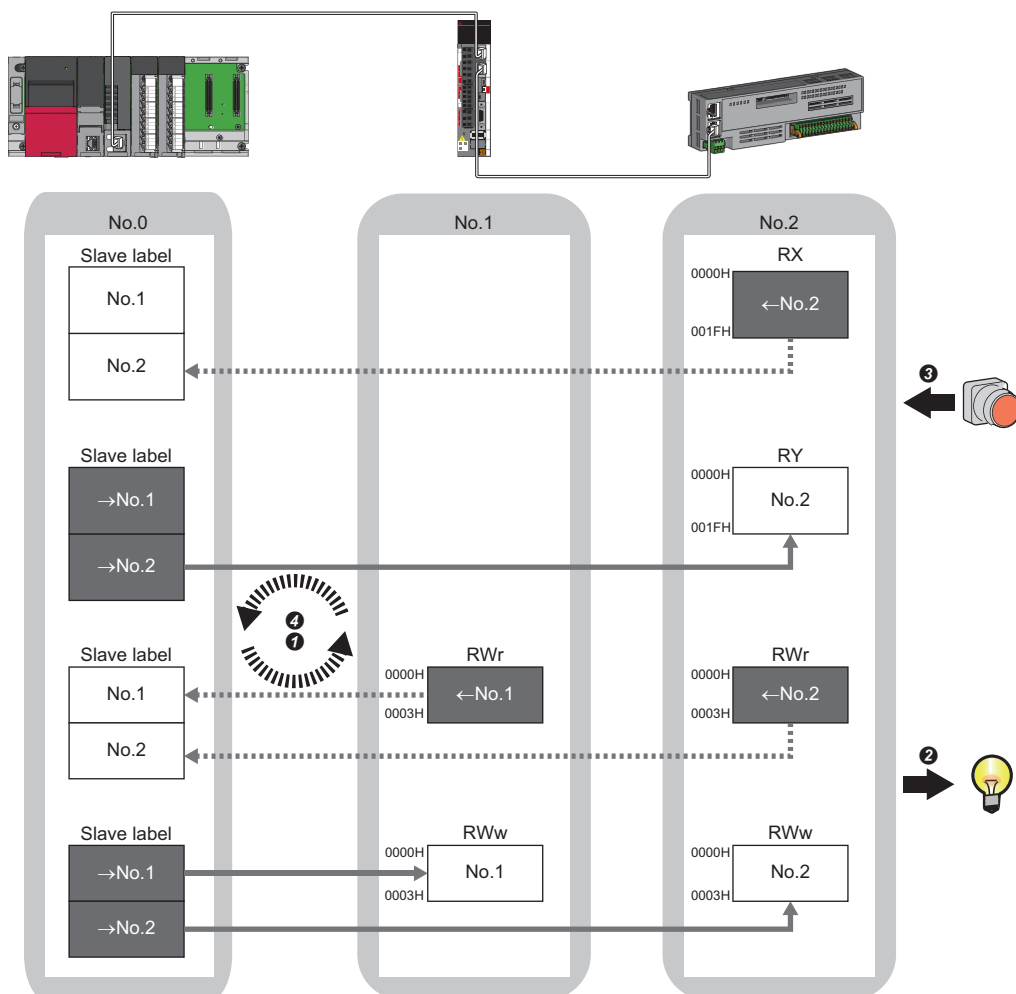 No.0
No.1
No.2
Slave label
No.1
No.2
RX
0000H
←No.2
001FH
❸
Slave label
→No.1
→No.2
RY
0000H
No.2
001FH
❹
❶
Slave label
No.1
No.2
RWr
0000H
←No.1
0003H
RWr
0000H
←No.2
0003H
❷
Slave label
→No.1
→No.2
RWw
0000H
No.1
0003H
RWw
0000H
No.2
0003H